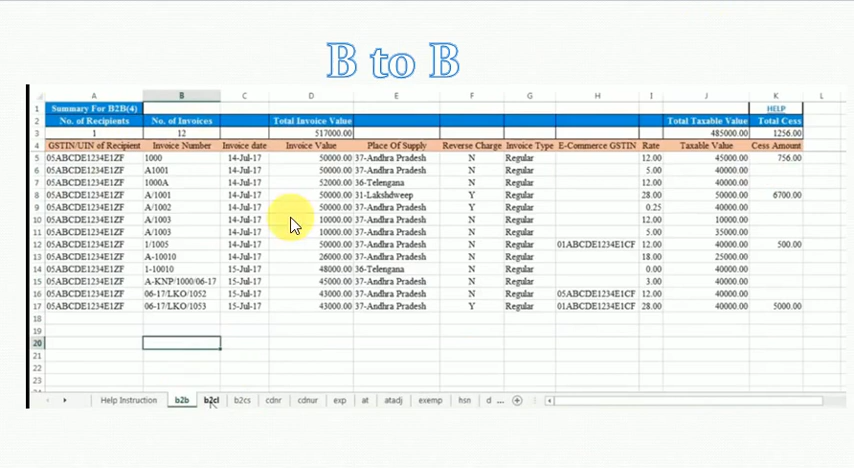 B to B
A B C D E F G H I J K L
1 Summary For B2B(4) HELP
2 No. of Recipients No. of Invoices Total Invoice Value Total Taxable Value Total Cess
3 1 12 517000.00 485000.00 1256.00
4 GSTIN/UIN of Recipient Invoice Number Invoice date Invoice Value Place Of Supply Reverse Charge Invoice Type E-Commerce GSTIN Rate Taxable Value Cess Amount
5 05ABCDE1234E1ZF 1000 14-Jul-17 50000.00 37-Andhra Pradesh N Regular 12.00 45000.00 756.00
6 05ABCDE1234E1ZF A1001 14-Jul-17 50000.00 37-Andhra Pradesh N Regular 5.00 40000.00
7 05ABCDE1234E1ZF 1000A 14-Jul-17 52000.00 36-Telengana N Regular 12.00 40000.00
8 05ABCDE1234E1ZF A/1001 14-Jul-17 50000.00 31-Lakshdweep Y Regular 28.00 50000.00 6700.00
9 05ABCDE1234E1ZF A/1002 14-Jul-17 50000.00 37-Andhra Pradesh Y Regular 0.25 40000.00
10 05ABCDE1234E1ZF A/1003 14-Jul-17 10000.00 37-Andhra Pradesh N Regular 12.00 10000.00
11 05ABCDE1234E1ZF A/1003 14-Jul-17 10000.00 37-Andhra Pradesh N Regular 5.00 35000.00
12 05ABCDE1234E1ZF 1/1005 14-Jul-17 50000.00 37-Andhra Pradesh N Regular 01ABCDE1234E1CF 12.00 40000.00 500.00
13 05ABCDE1234E1ZF A-10010 14-Jul-17 26000.00 37-Andhra Pradesh N Regular 18.00 25000.00
14 05ABCDE1234E1ZF 1-10010 15-Jul-17 48000.00 36-Telengana N Regular 0.00 40000.00
15 05ABCDE1234E1ZF A-KNP/1000/06-17 15-Jul-17 45000.00 37-Andhra Pradesh N Regular 3.00 40000.00
16 05ABCDE1234E1ZF 06-17/LKO/1052 15-Jul-17 43000.00 37-Andhra Pradesh N Regular 05ABCDE1234E1CF 12.00 40000.00
17 05ABCDE1234E1ZF 06-17/LKO/1053 15-Jul-17 43000.00 37-Andhra Pradesh Y Regular 01ABCDE1234E1CF 28.00 40000.00 5000.00
18
19
20
21
22
23
Help Instruction b2b b2cl b2cs cdnr cdnur exp at atadj exemp hsn d ...